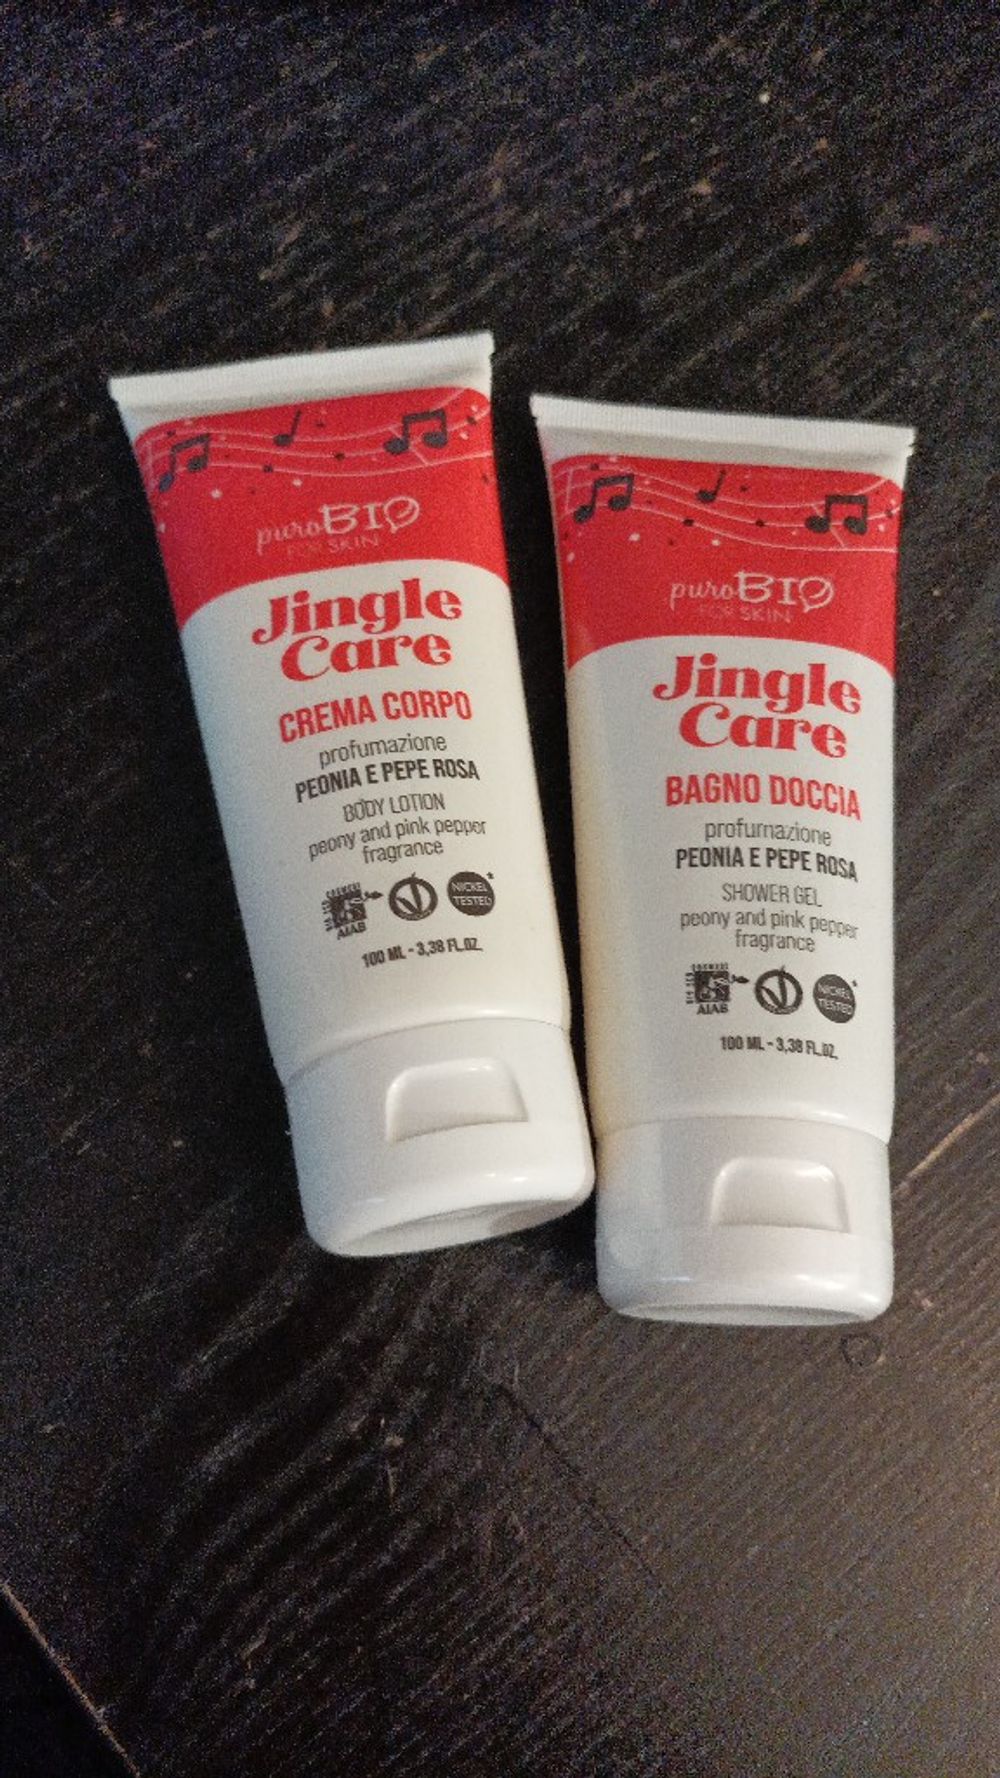 puroBIO
FOR SKIN
Jingle
Care
CREMA CORPO
profumazione
PEONIA E PEPE ROSA
BODY LOTION
peony and pink pepper
fragrance
AIAB
NICKEL
TESTED*
100 ML - 3,38 FL.OZ.
puroBIO
FOR SKIN
Jingle
Care
BAGNO DOCCIA
profumazione
PEONIA E PEPE ROSA
SHOWER GEL
peony and pink pepper
fragrance
AIAB
NICKEL
TESTED*
100 ML - 3,38 FL.OZ.